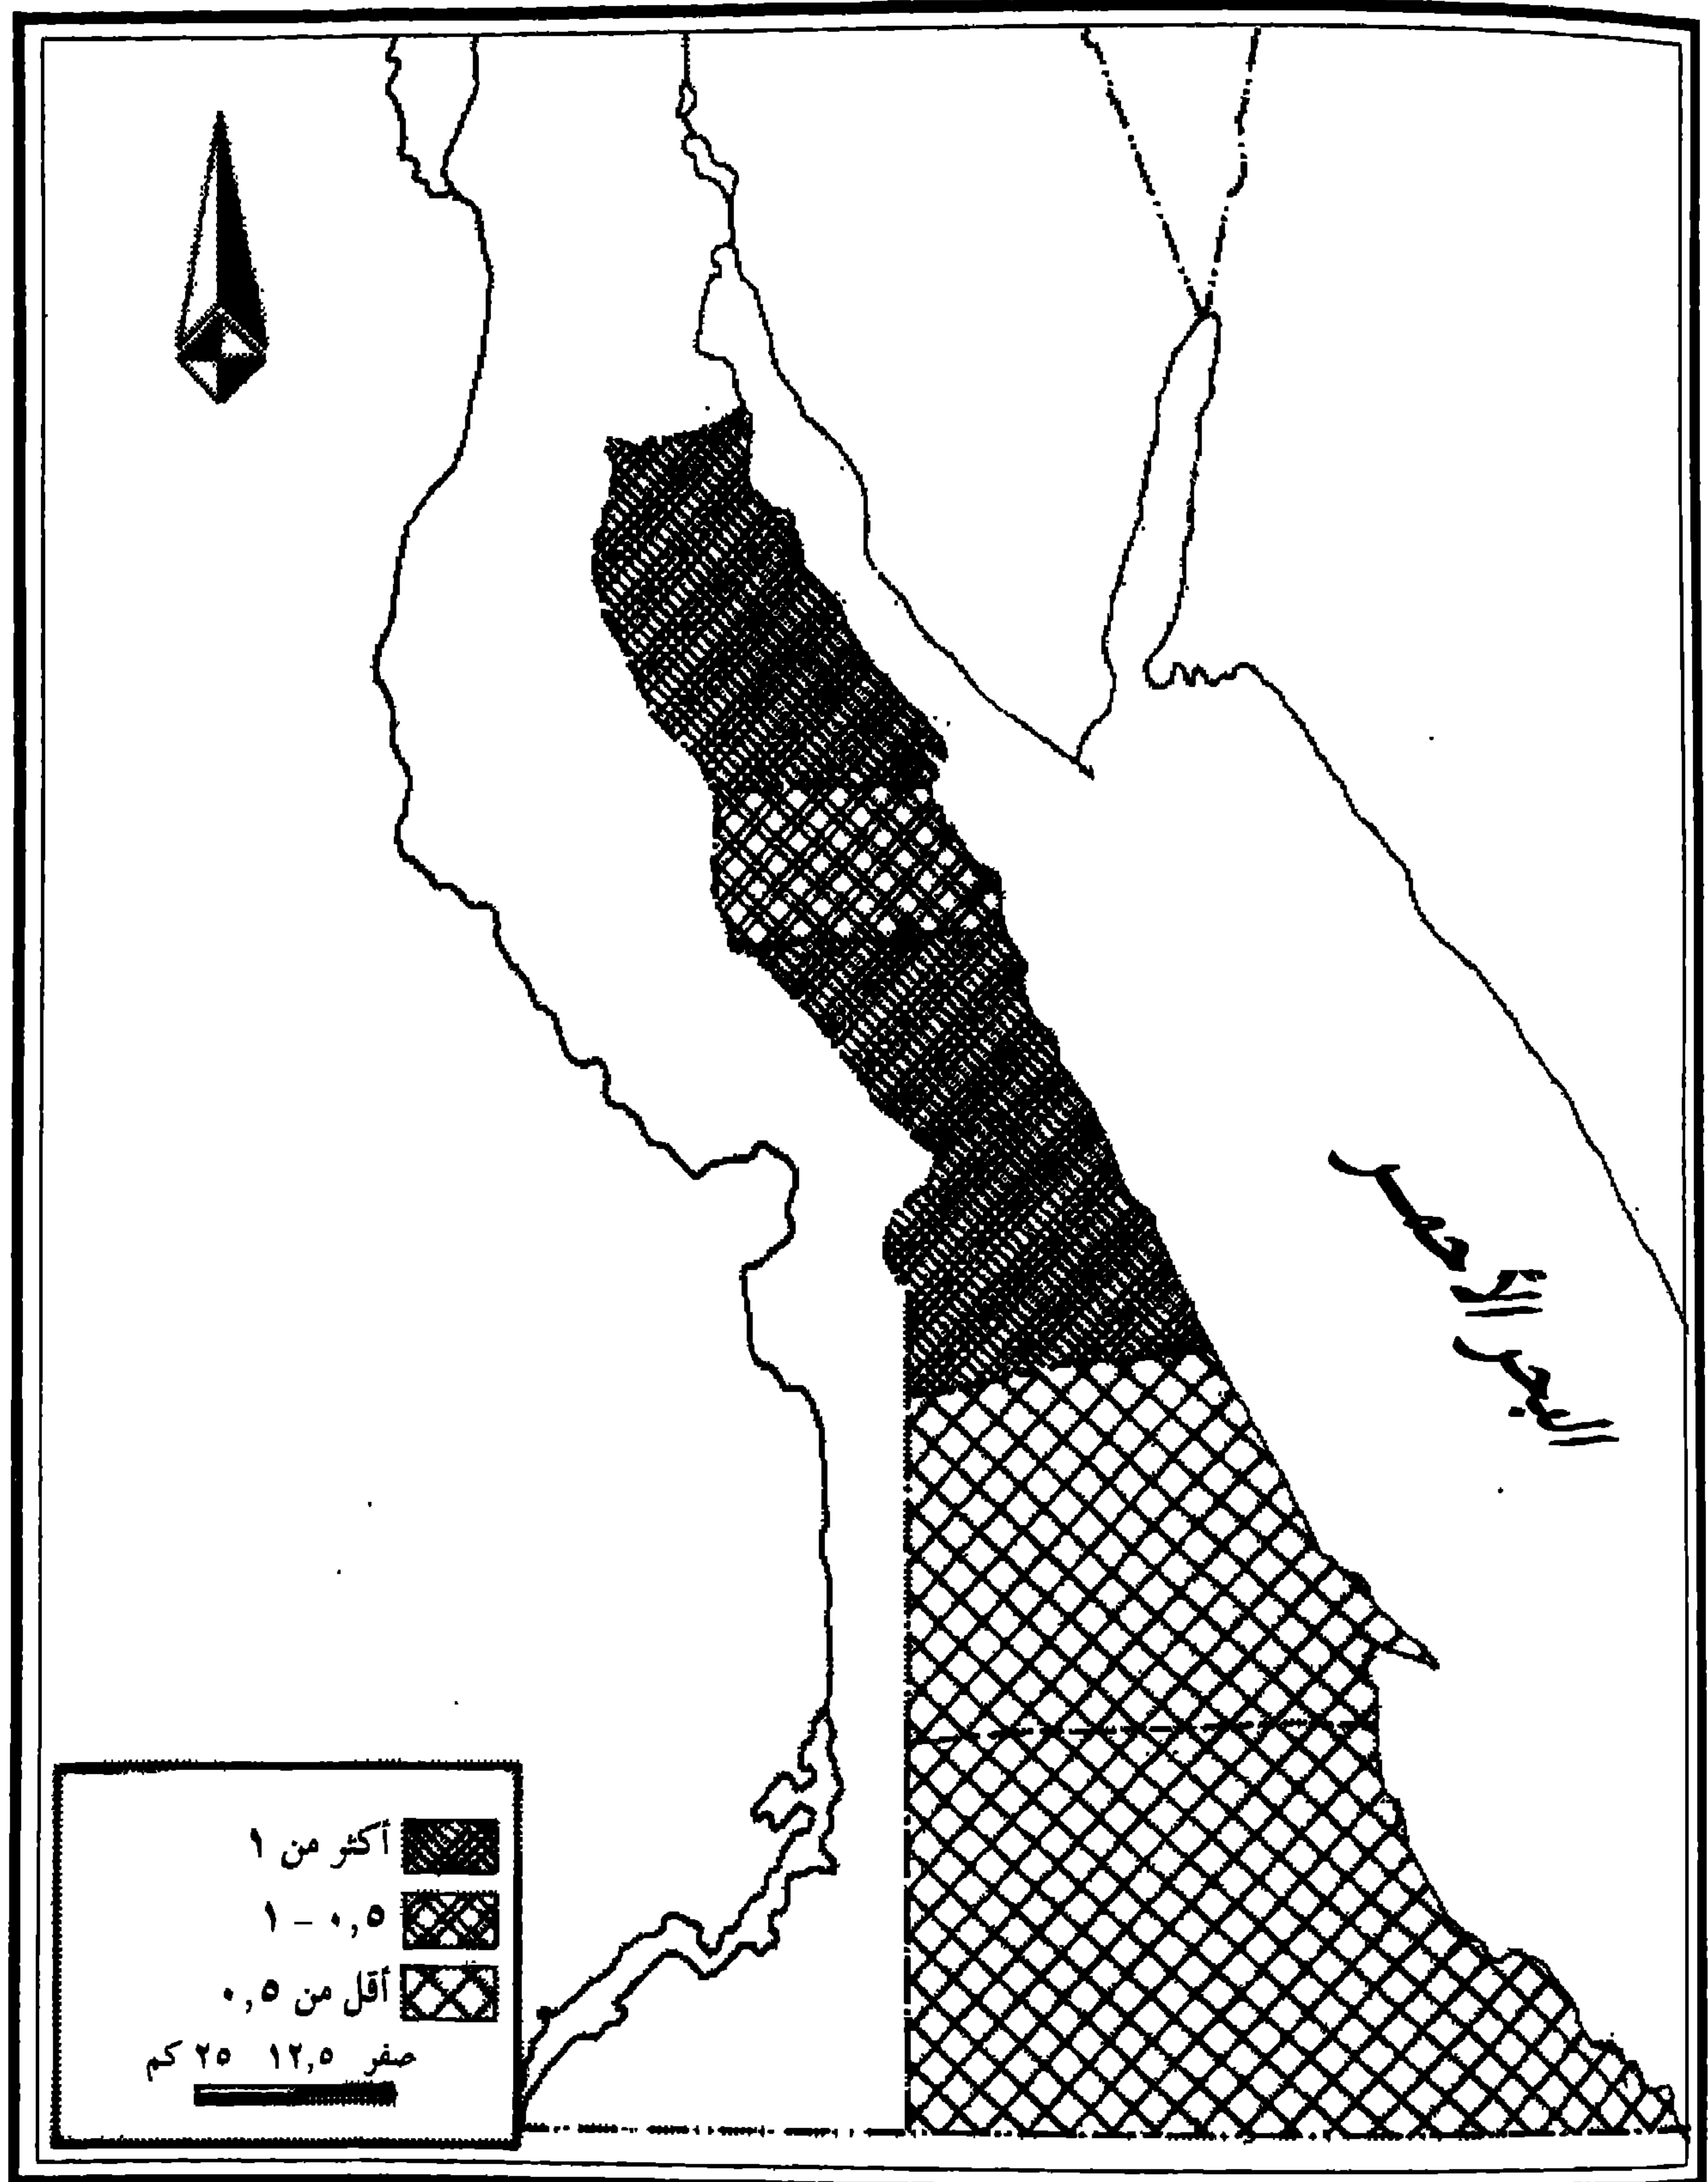 البحر الأحمر
أكثر من ١
٠,٥ - ١
أقل من ٠,٥
صفر ١٢,٥ ٢٥ كم